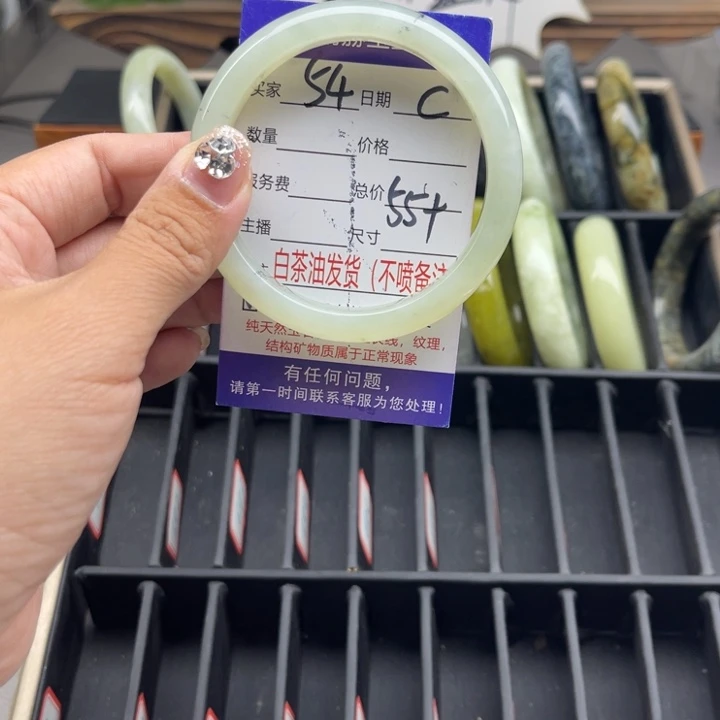 买家 54 日期 C
数量 价格
服务费 总价 554
主播 尺寸
白茶油发货（不喷备注
纹理，
结构矿物质属于正常现象
有任何问题，
请第一时间联系客服为您处理！